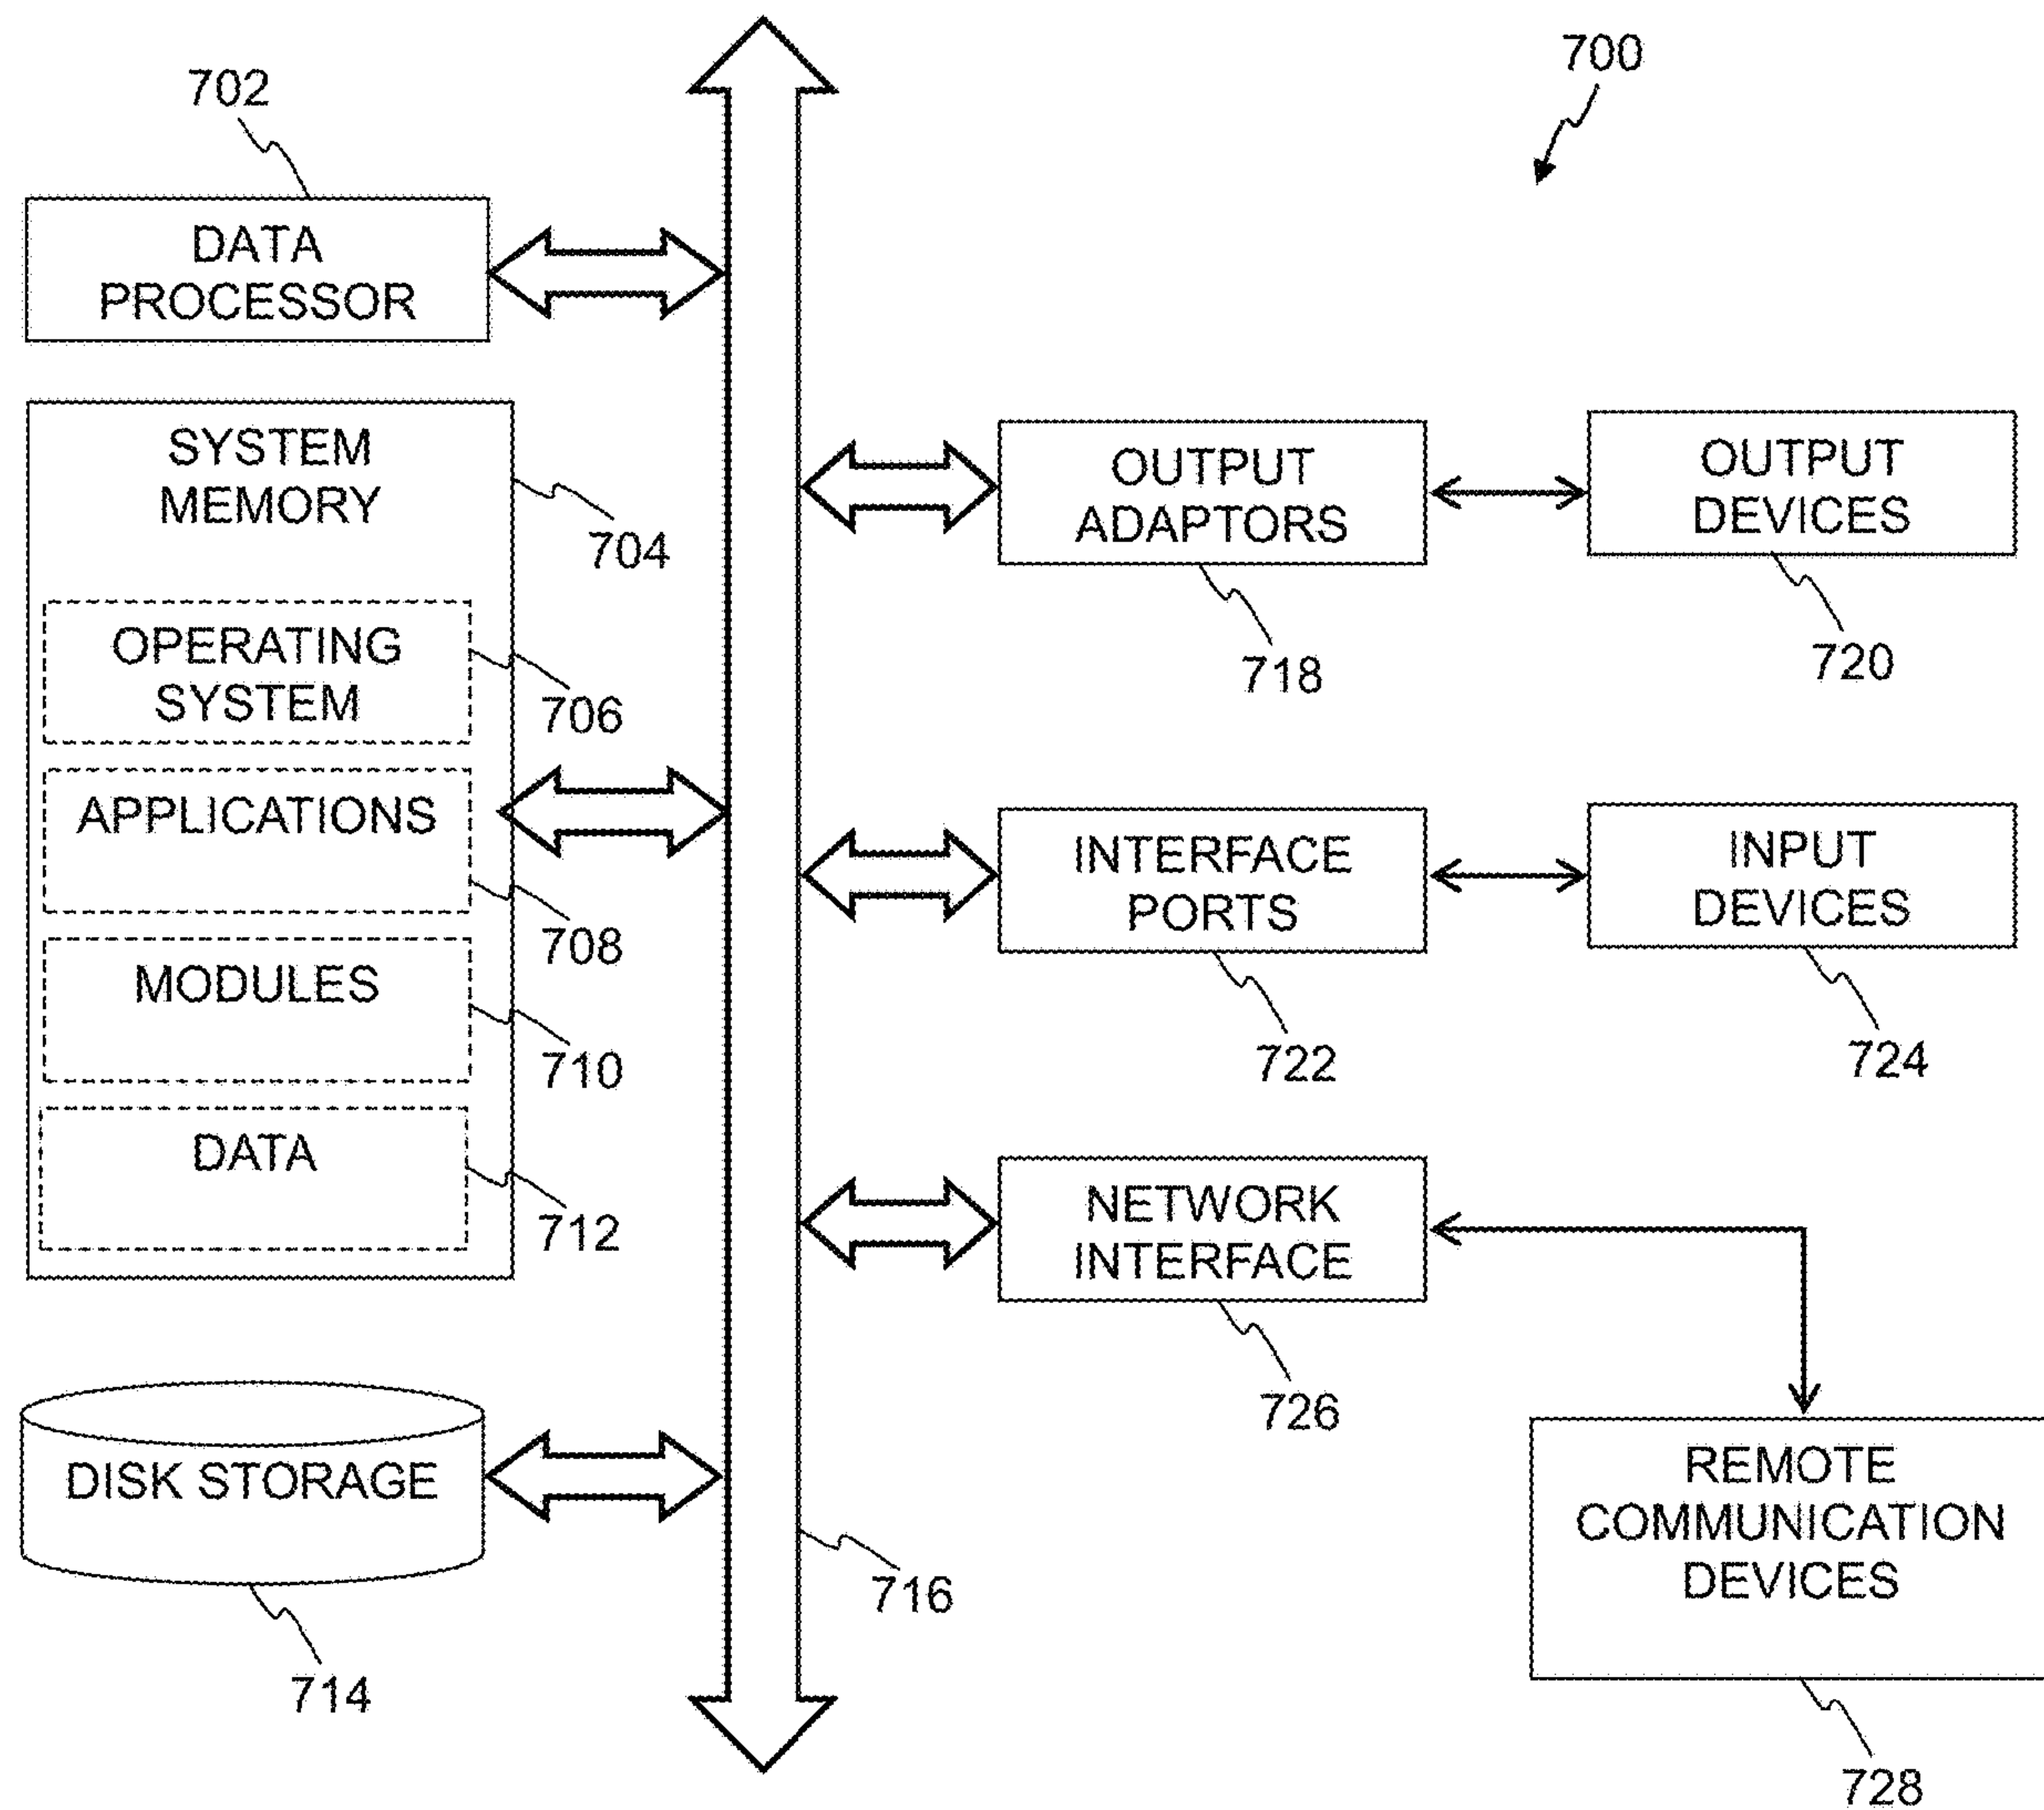 700
702
DATA
PROCESSOR
SYSTEM
MEMORY
704
OPERATING
SYSTEM
706
APPLICATIONS
708
MODULES
710
DATA
712
DISK STORAGE
714
716
OUTPUT
ADAPTORS
718
OUTPUT
DEVICES
720
INTERFACE
PORTS
722
INPUT
DEVICES
724
NETWORK
INTERFACE
726
REMOTE
COMMUNICATION
DEVICES
728